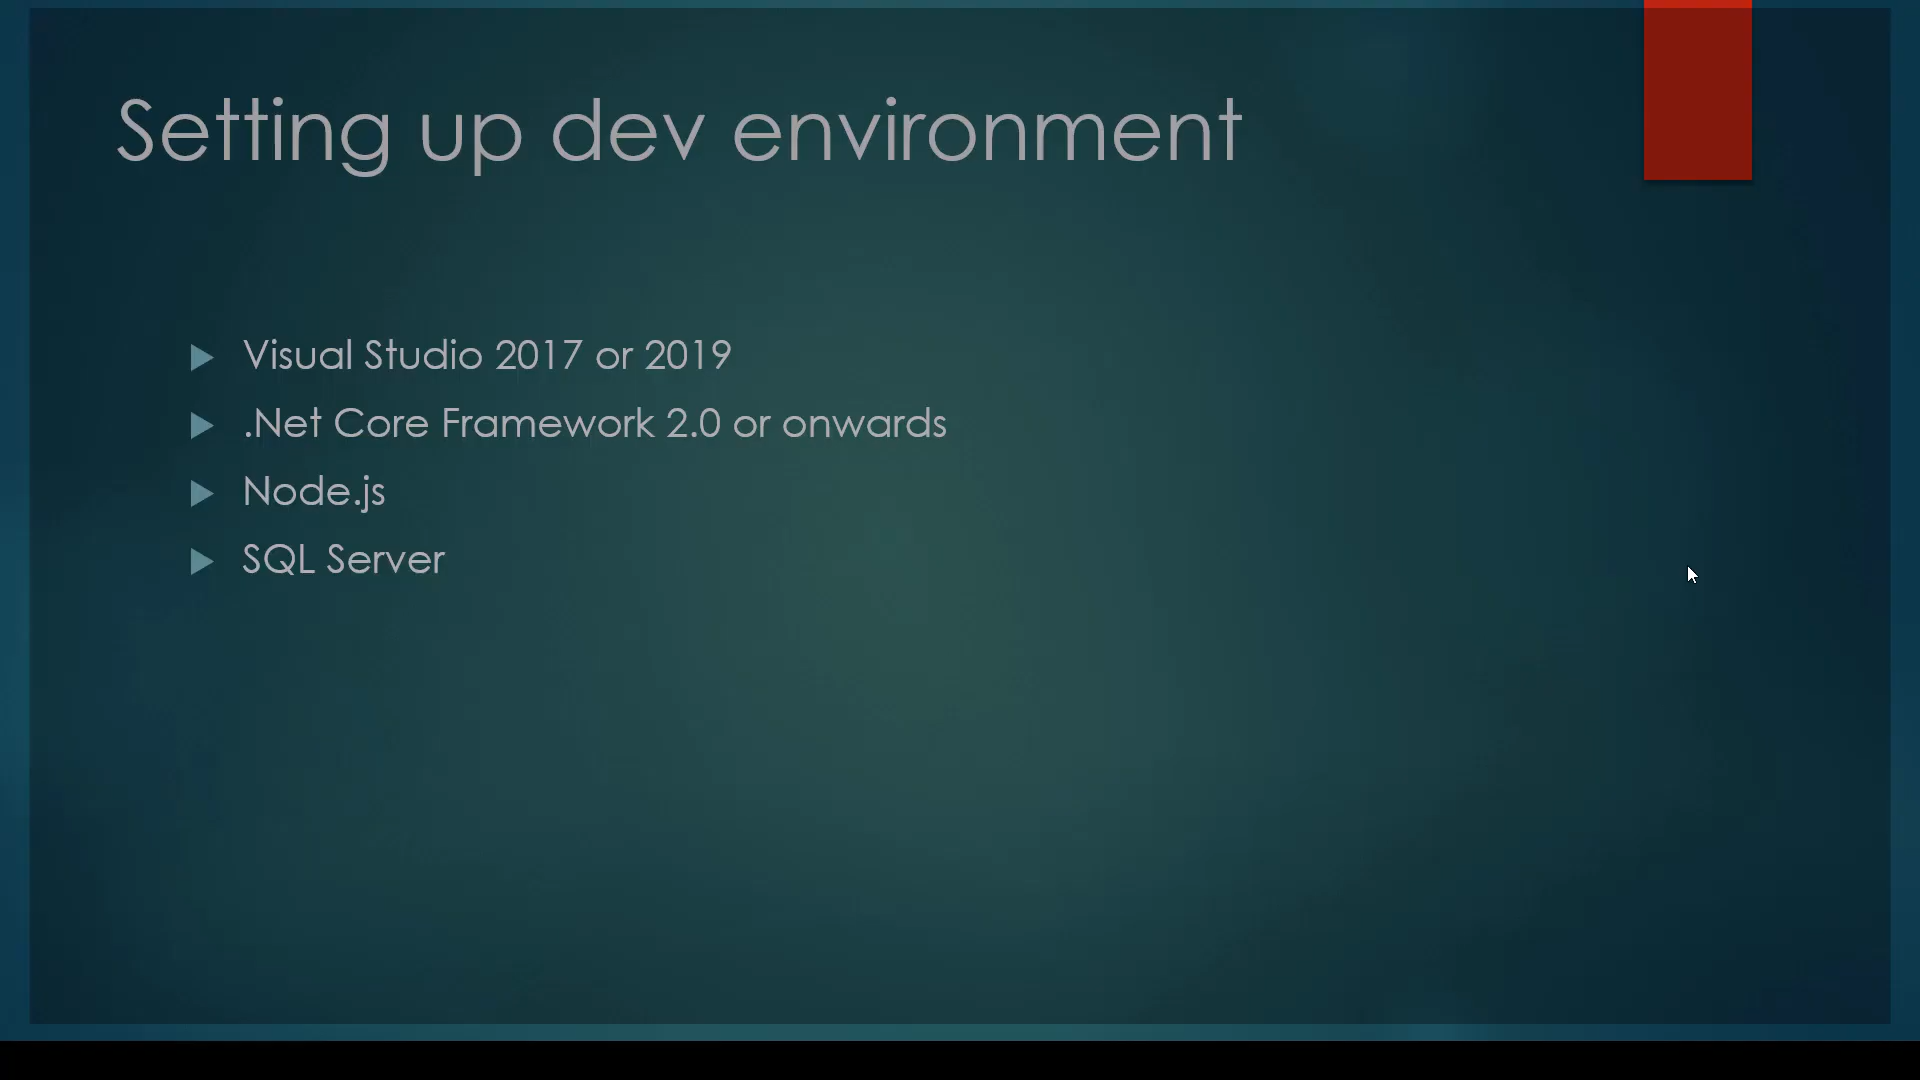 Setting up dev environment
Visual Studio 2017 or 2019
.Net Core Framework 2.0 or onwards
Node.js
SQL Server